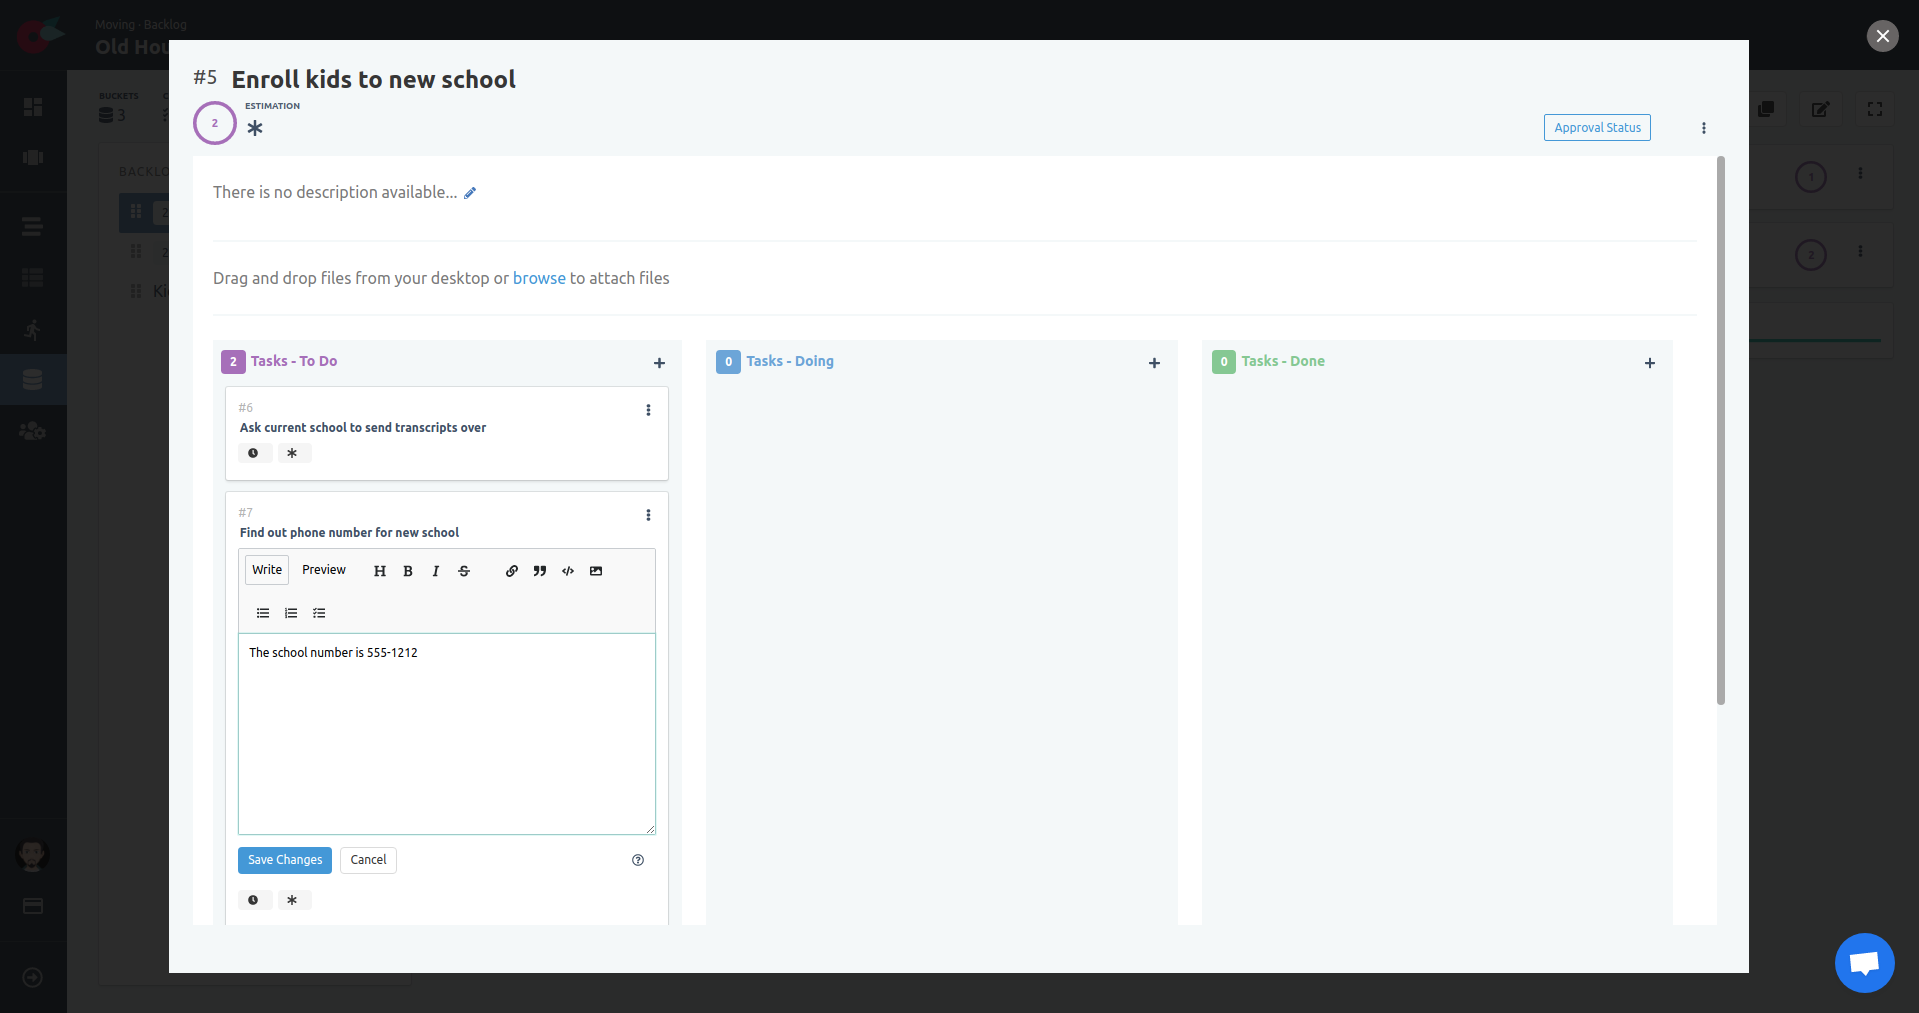 Moving · Backlog
Old Hou
#5 Enroll kids to new school
BUCKETS
3
2
ESTIMATION
Approval Status
BACKLO
2
2
Ki
1
2
There is no description available...
Drag and drop files from your desktop or browse to attach files
2 Tasks - To Do
0 Tasks - Doing
0 Tasks - Done
#6
Ask current school to send transcripts over
#7
Find out phone number for new school
Write Preview
The school number is 555-1212
Save Changes Cancel